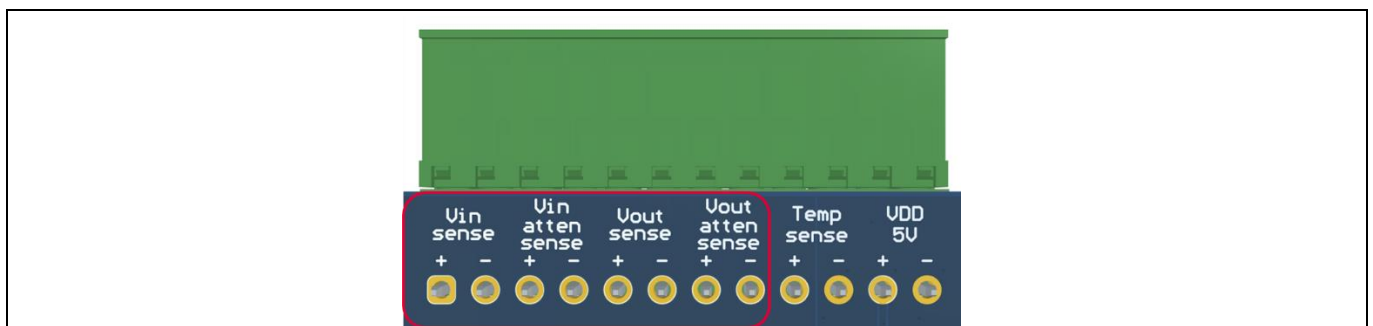 Vin sense
Vin atten sense
Vout sense
Vout atten sense
Temp sense
VDD 5V
+ - + - + - + - + - + -